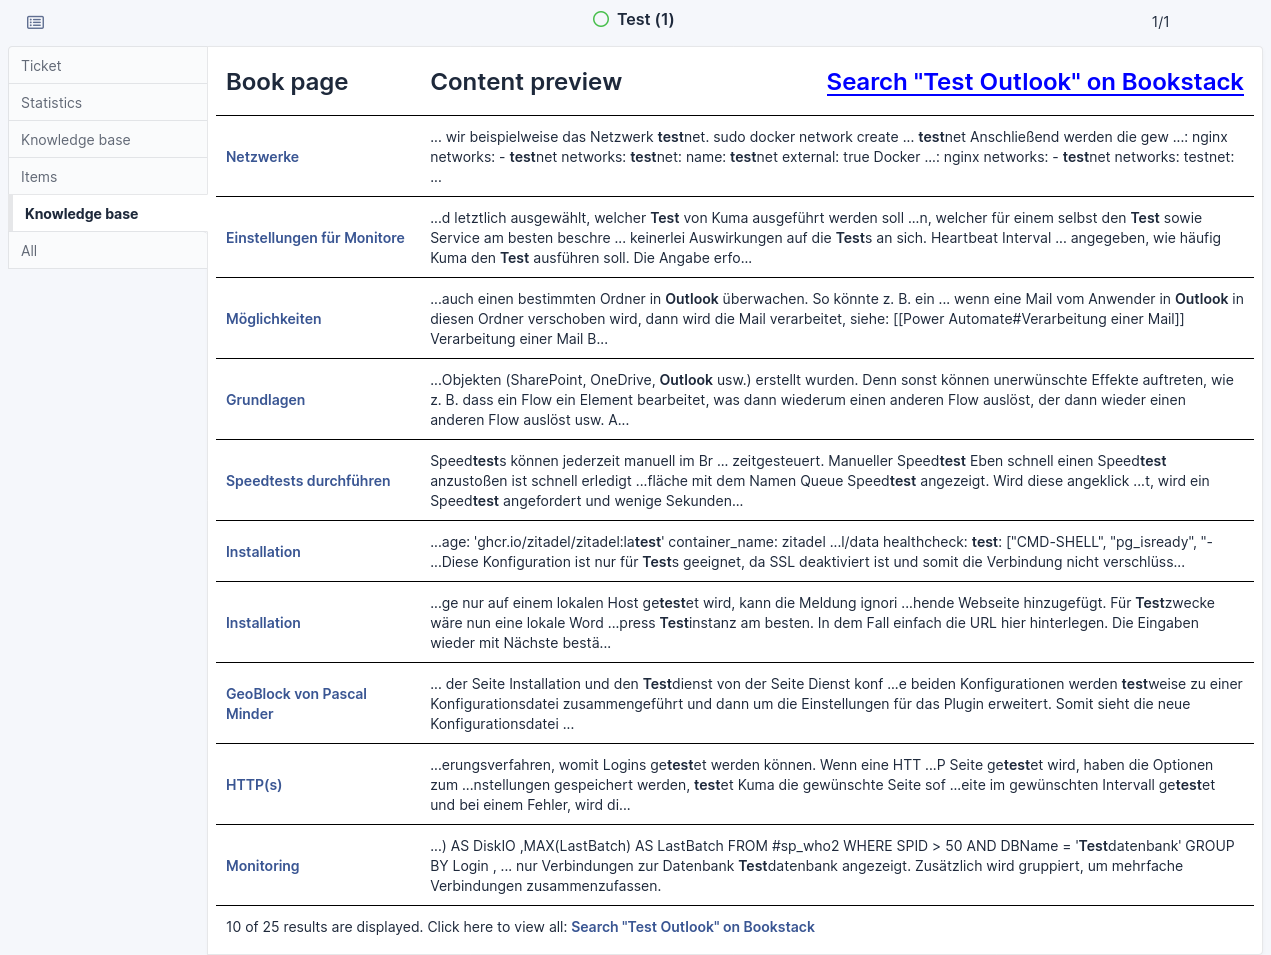 Test (1)
1/1
Ticket
Statistics
Knowledge base
Items
Knowledge base
All
Book page
Content preview
Search "Test Outlook" on Bookstack
Netzwerke
... wir beispielweise das Netzwerk testnet. sudo docker network create ... testnet Anschließend werden die gew ...: nginx
networks: - testnet networks: testnet: name: testnet external: true Docker ...: nginx networks: - testnet networks: testnet:
...
Einstellungen für Monitore
...d letztlich ausgewählt, welcher Test von Kuma ausgeführt werden soll ...n, welcher für einem selbst den Test sowie
Service am besten beschre ... keinerlei Auswirkungen auf die Tests an sich. Heartbeat Interval ... angegeben, wie häufig
Kuma den Test ausführen soll. Die Angabe erfo...
Möglichkeiten
...auch einen bestimmten Ordner in Outlook überwachen. So könnte z. B. ein ... wenn eine Mail vom Anwender in Outlook in
diesen Ordner verschoben wird, dann wird die Mail verarbeitet, siehe: [[Power Automate#Verarbeitung einer Mail]]
Verarbeitung einer Mail B...
Grundlagen
...Objekten (SharePoint, OneDrive, Outlook usw.) erstellt wurden. Denn sonst können unerwünschte Effekte auftreten, wie
z. B. dass ein Flow ein Element bearbeitet, was dann wiederum einen anderen Flow auslöst, der dann wieder einen
anderen Flow auslöst usw. A...
Speedtests durchführen
Speedtests können jederzeit manuell im Br ... zeitgesteuert. Manueller Speedtest Eben schnell einen Speedtest
anzustoßen ist schnell erledigt ...fläche mit dem Namen Queue Speedtest angezeigt. Wird diese angeklick ...t, wird ein
Speedtest angefordert und wenige Sekunden...
Installation
...age: 'ghcr.io/zitadel/zitadel:latest' container_name: zitadel ...l/data healthcheck: test: ["CMD-SHELL", "pg_isready", "-
...Diese Konfiguration ist nur für Tests geeignet, da SSL deaktiviert ist und somit die Verbindung nicht verschlüss...
Installation
...ge nur auf einem lokalen Host getestet wird, kann die Meldung ignori ...hende Webseite hinzugefügt. Für Testzwecke
wäre nun eine lokale Word ...press Testinstanz am besten. In dem Fall einfach die URL hier hinterlegen. Die Eingaben
wieder mit Nächste bestä...
GeoBlock von Pascal
Minder
... der Seite Installation und den Testdienst von der Seite Dienst konf ...e beiden Konfigurationen werden testweise zu einer
Konfigurationsdatei zusammengeführt und dann um die Einstellungen für das Plugin erweitert. Somit sieht die neue
Konfigurationsdatei ...
HTTP(s)
...erungsverfahren, womit Logins getestet werden können. Wenn eine HTT ...P Seite getestet wird, haben die Optionen
zum ...nstellungen gespeichert werden, testet Kuma die gewünschte Seite sof ...eite im gewünschten Intervall getestet
und bei einem Fehler, wird di...
Monitoring
...) AS DiskIO ,MAX(LastBatch) AS LastBatch FROM #sp_who2 WHERE SPID > 50 AND DBName = 'Testdatenbank' GROUP
BY Login , ... nur Verbindungen zur Datenbank Testdatenbank angezeigt. Zusätzlich wird gruppiert, um mehrfache
Verbindungen zusammenzufassen.
10 of 25 results are displayed. Click here to view all: Search "Test Outlook" on Bookstack